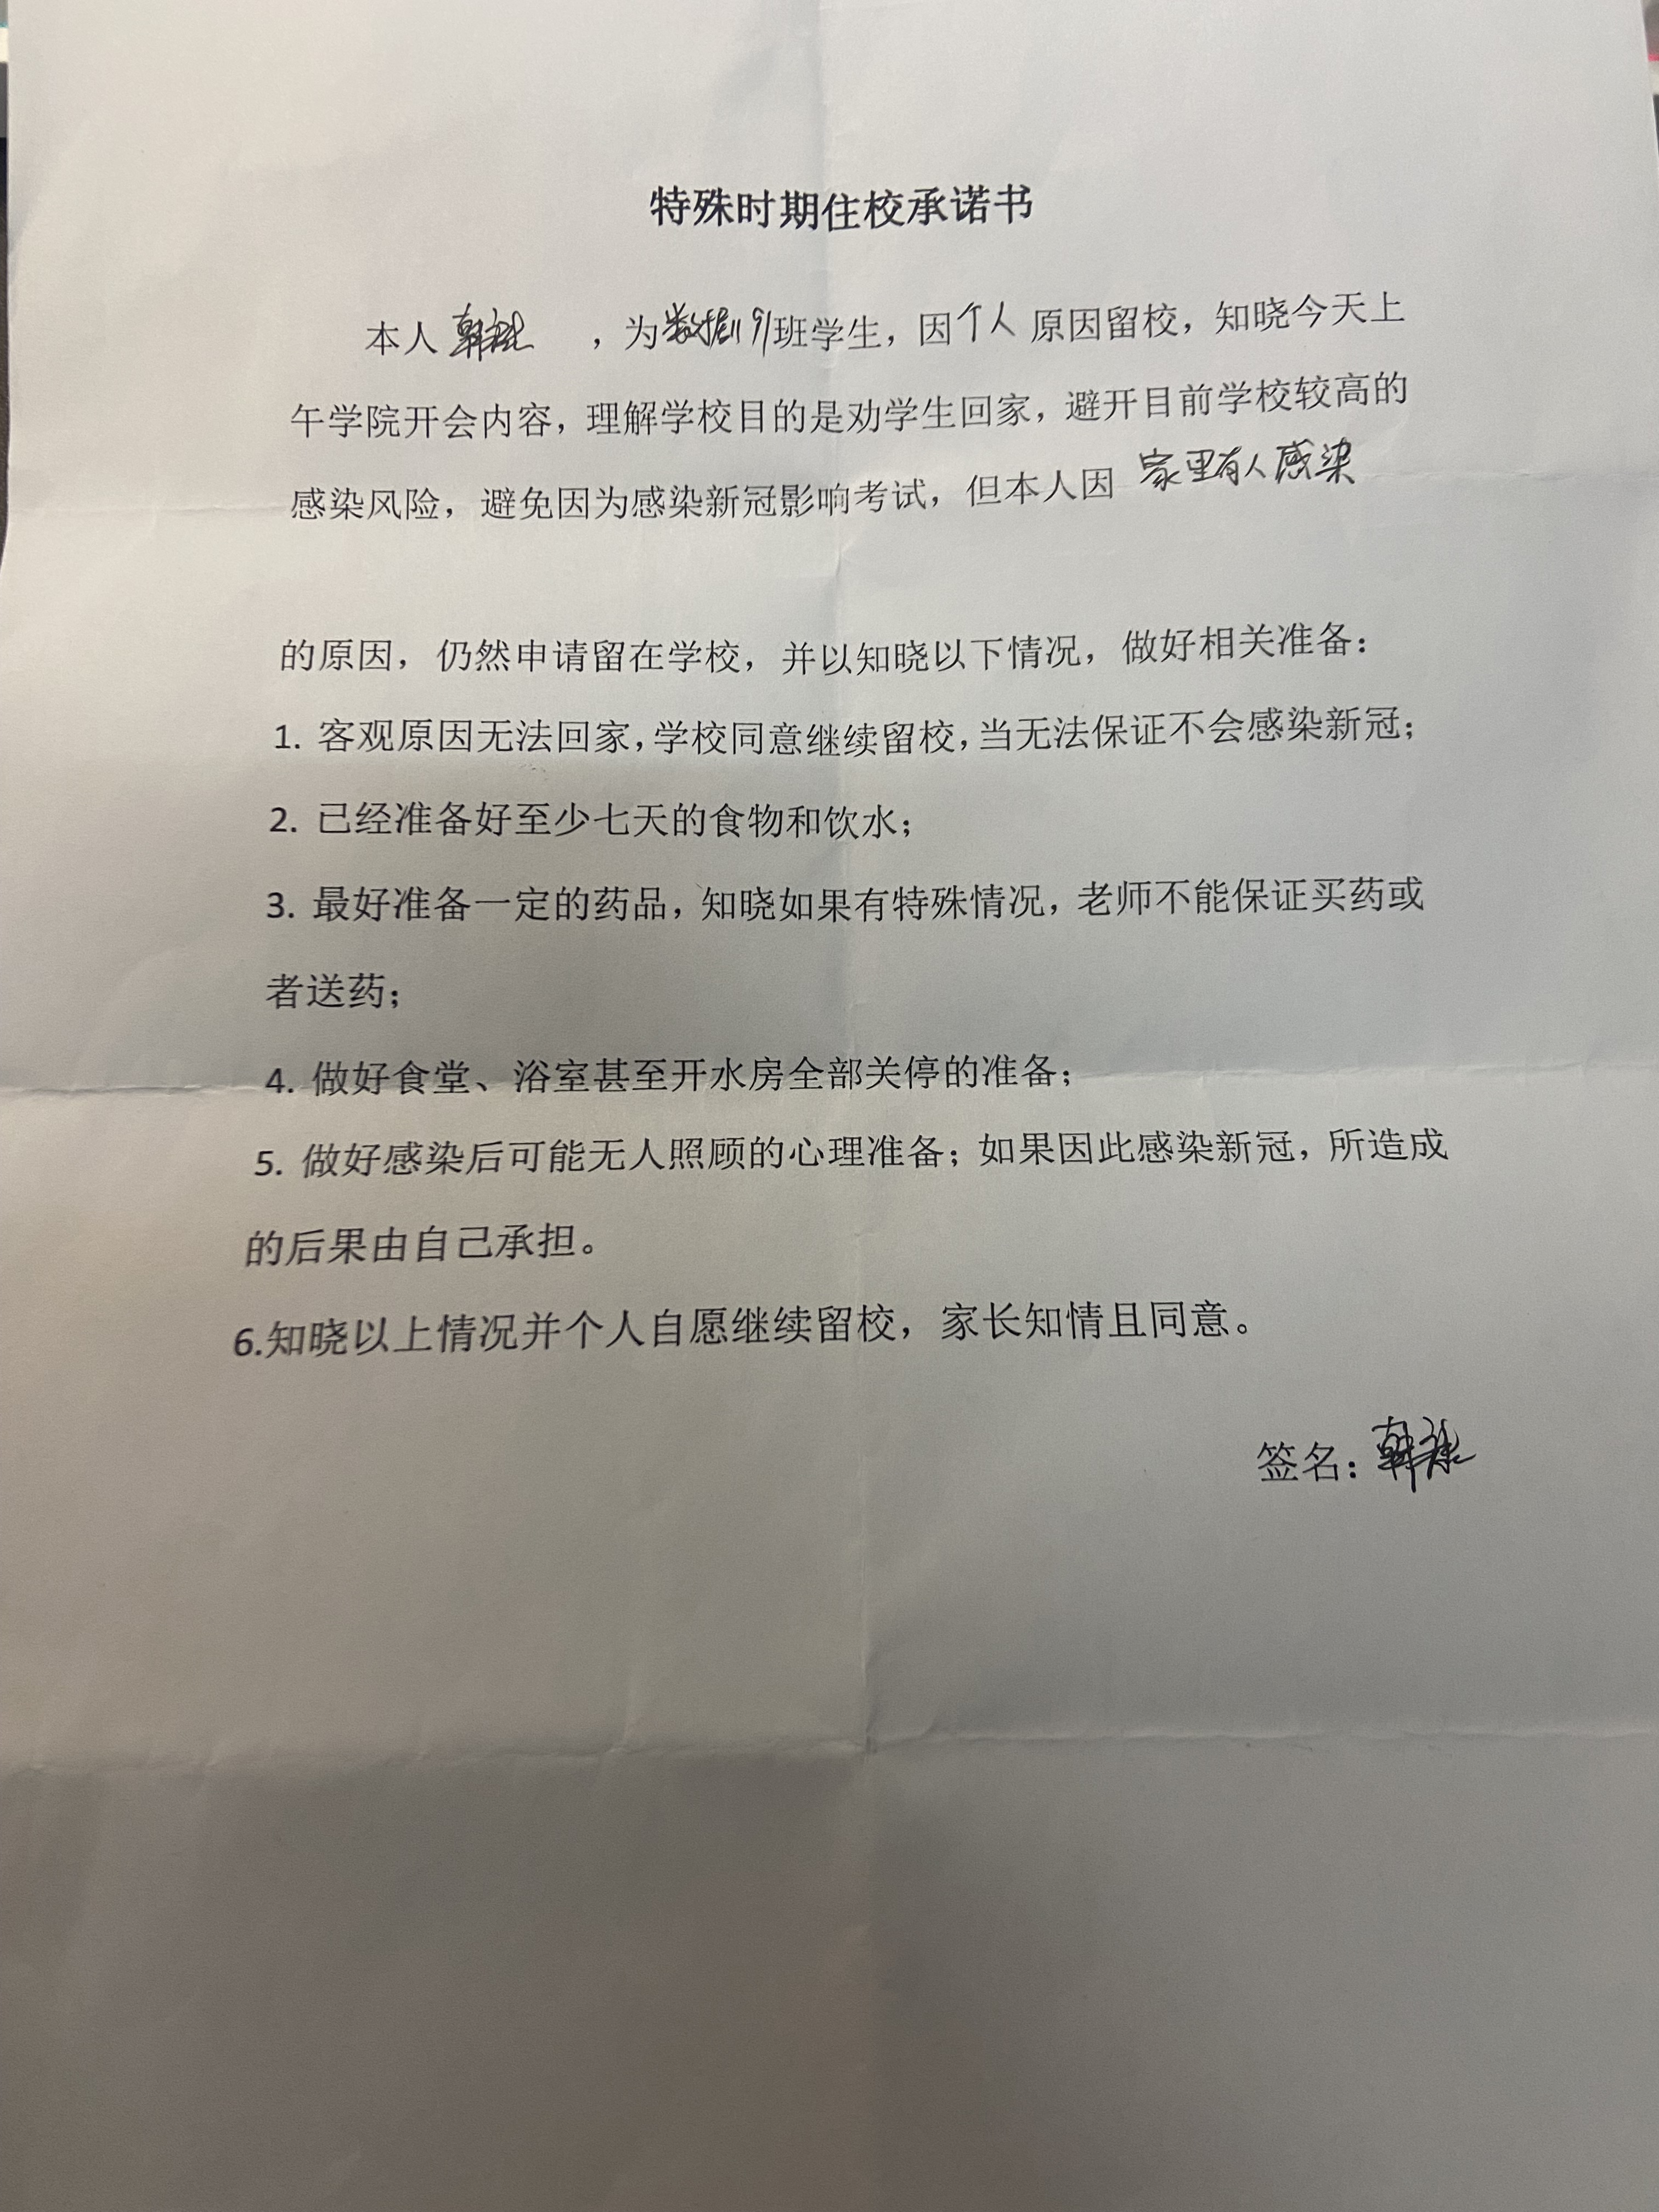 特殊时期住校承诺书
本人 韩 ，为数据191班学生，因个人 原因留校，知晓今天上
午学院开会内容，理解学校目的是劝学生回家，避开目前学校较高的
感染风险，避免因为感染新冠影响考试，但本人因 家里有人感染
的原因，仍然申请留在学校，并以知晓以下情况，做好相关准备：
1. 客观原因无法回家，学校同意继续留校，当无法保证不会感染新冠；
2. 已经准备好至少七天的食物和饮水；
3. 最好准备一定的药品，知晓如果有特殊情况，老师不能保证买药或
者送药；
4. 做好食堂、浴室甚至开水房全部关停的准备；
5. 做好感染后可能无人照顾的心理准备；如果因此感染新冠，所造成
的后果由自己承担。
6.知晓以上情况并个人自愿继续留校，家长知情且同意。
签名：韩